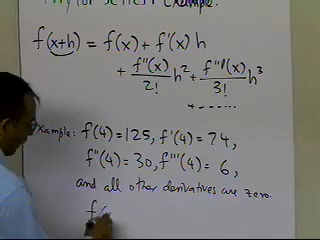 Taylor Series: Example
f(x+h) = f(x) + f'(x) h
+ f''(x)/2! h² + f'''(x)/3! h³
+ ......
Example: f(4) = 125, f'(4) = 74,
f''(4) = 30, f'''(4) = 6,
and all other derivatives are zero.
f(